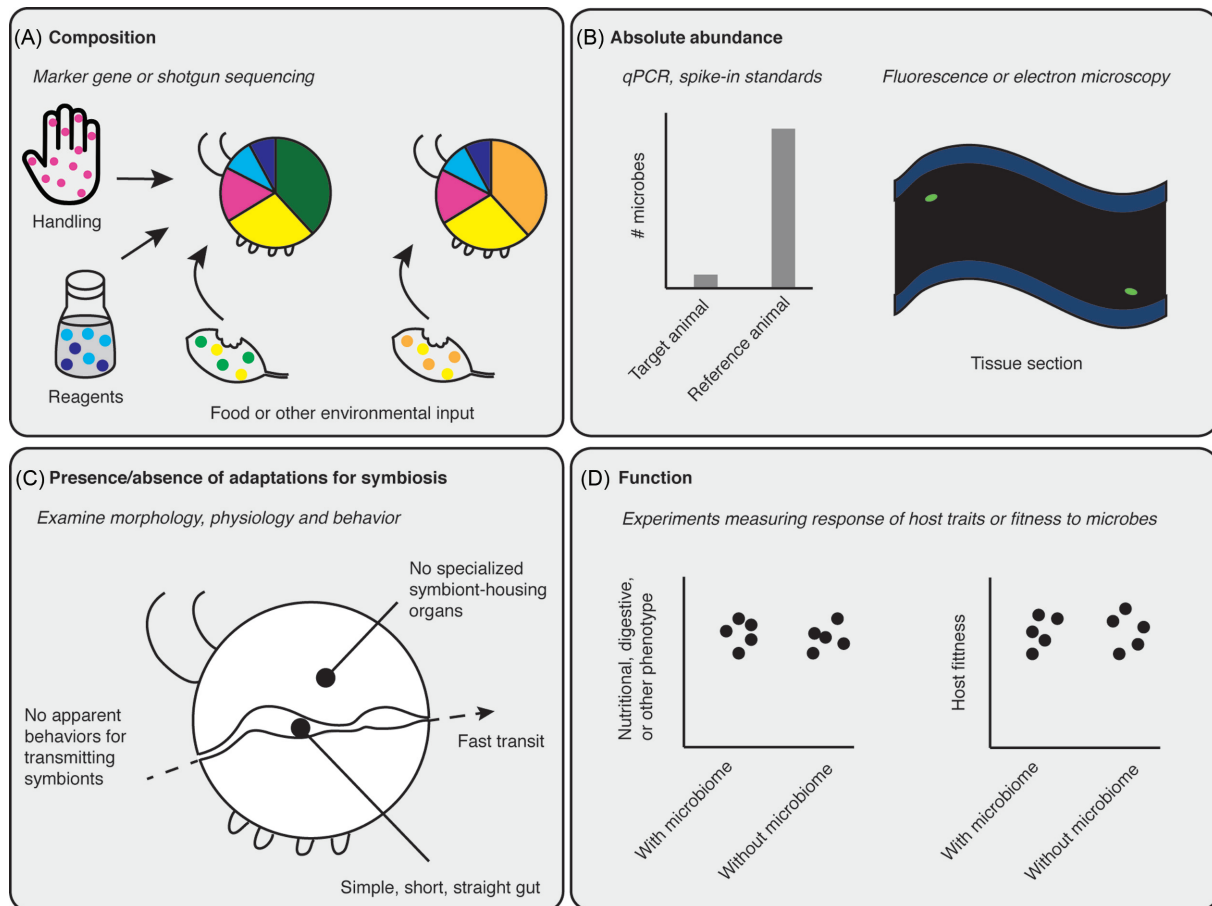 (A) Composition
Marker gene or shotgun sequencing
Handling
Reagents
Food or other environmental input
(B) Absolute abundance
qPCR, spike-in standards
# microbes
Target animal
Reference animal
Fluorescence or electron microscopy
Tissue section
(C) Presence/absence of adaptations for symbiosis
Examine morphology, physiology and behavior
No specialized
symbiont-housing
organs
No apparent
behaviors for
transmitting
symbionts
Fast transit
Simple, short, straight gut
(D) Function
Experiments measuring response of host traits or fitness to microbes
Nutritional, digestive,
or other phenotype
With microbiome
Without microbiome
Host fittness
With microbiome
Without microbiome